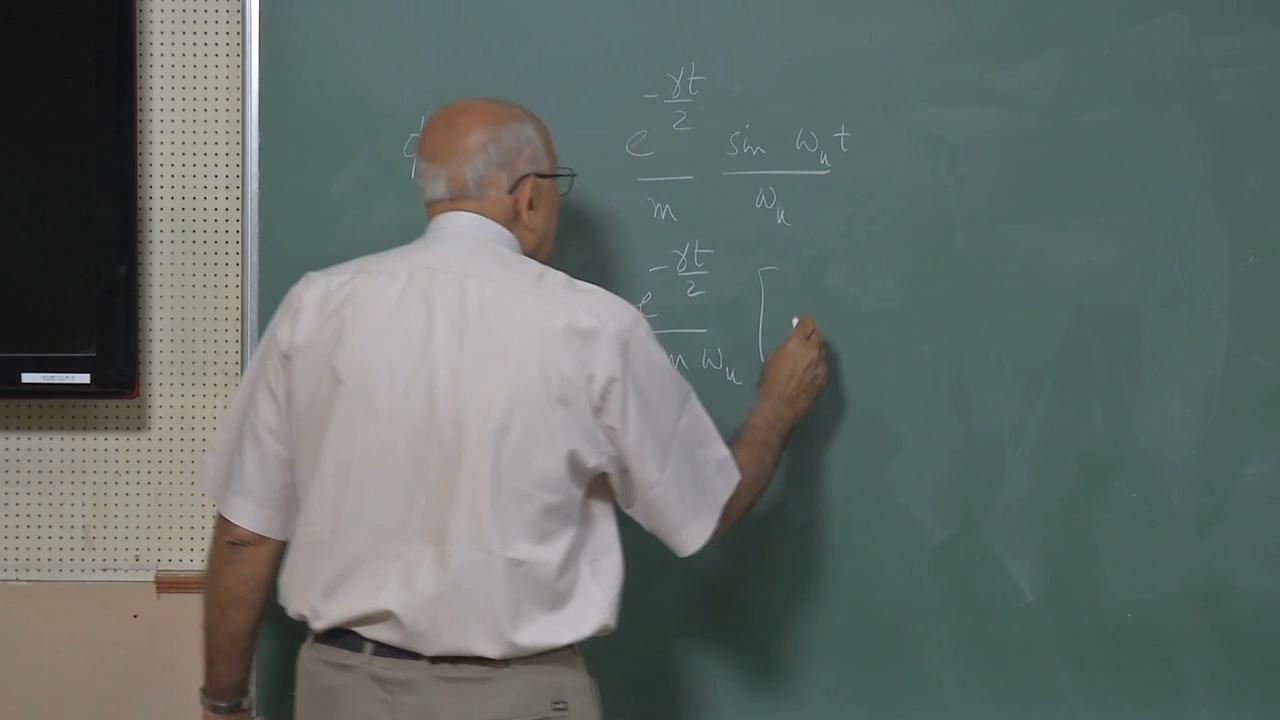 φ e^{-γt/2}/m sin ω_u t/ω_u
e^{-γt/2}/m ω_u [